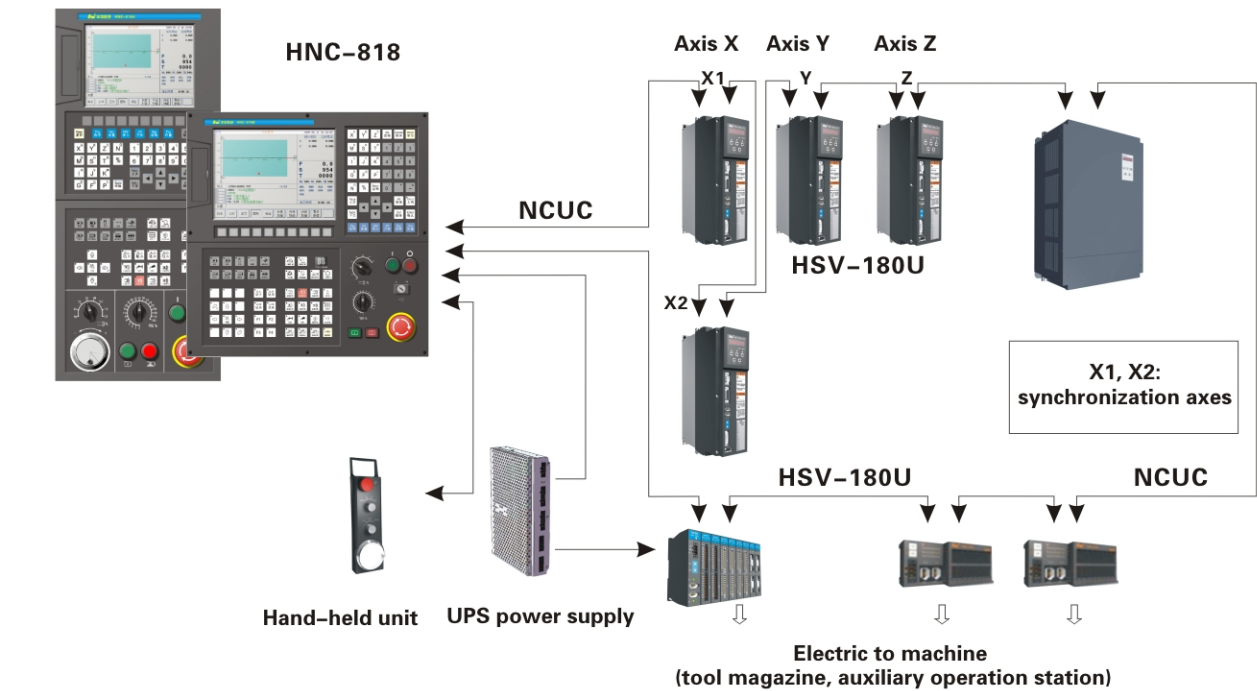 HNC–818
Axis X
Axis Y
Axis Z
X1
Y
Z
NCUC
HSV–180U
X2
X1, X2:
synchronization axes
HSV–180U
NCUC
Hand–held unit
UPS power supply
Electric to machine
(tool magazine, auxiliary operation station)